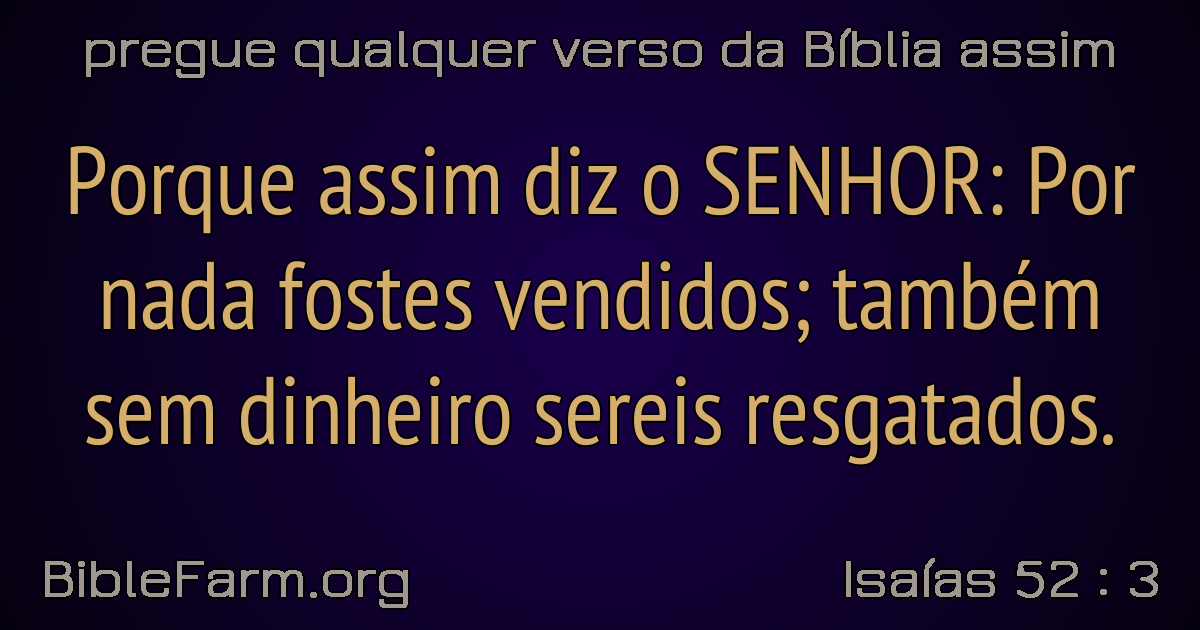 pregue qualquer verso da Bíblia assim
Porque assim diz o SENHOR: Por
nada fostes vendidos; também
sem dinheiro sereis resgatados.
BibleFarm.org
Isaías 52 : 3